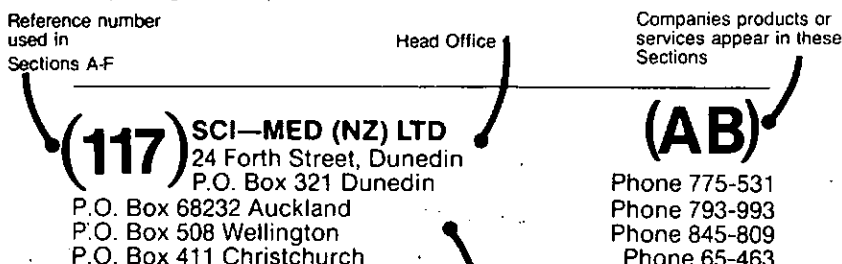 Reference number
used in
Sections A-F
Head Office
Companies products or
services appear in these
Sections
(117) SCI—MED (NZ) LTD (AB)
24 Forth Street, Dunedin
P.O. Box 321 Dunedin Phone 775-531
P.O. Box 68232 Auckland Phone 793-993
P.O. Box 508 Wellington Phone 845-809
P.O. Box 411 Christchurch Phone 65-463